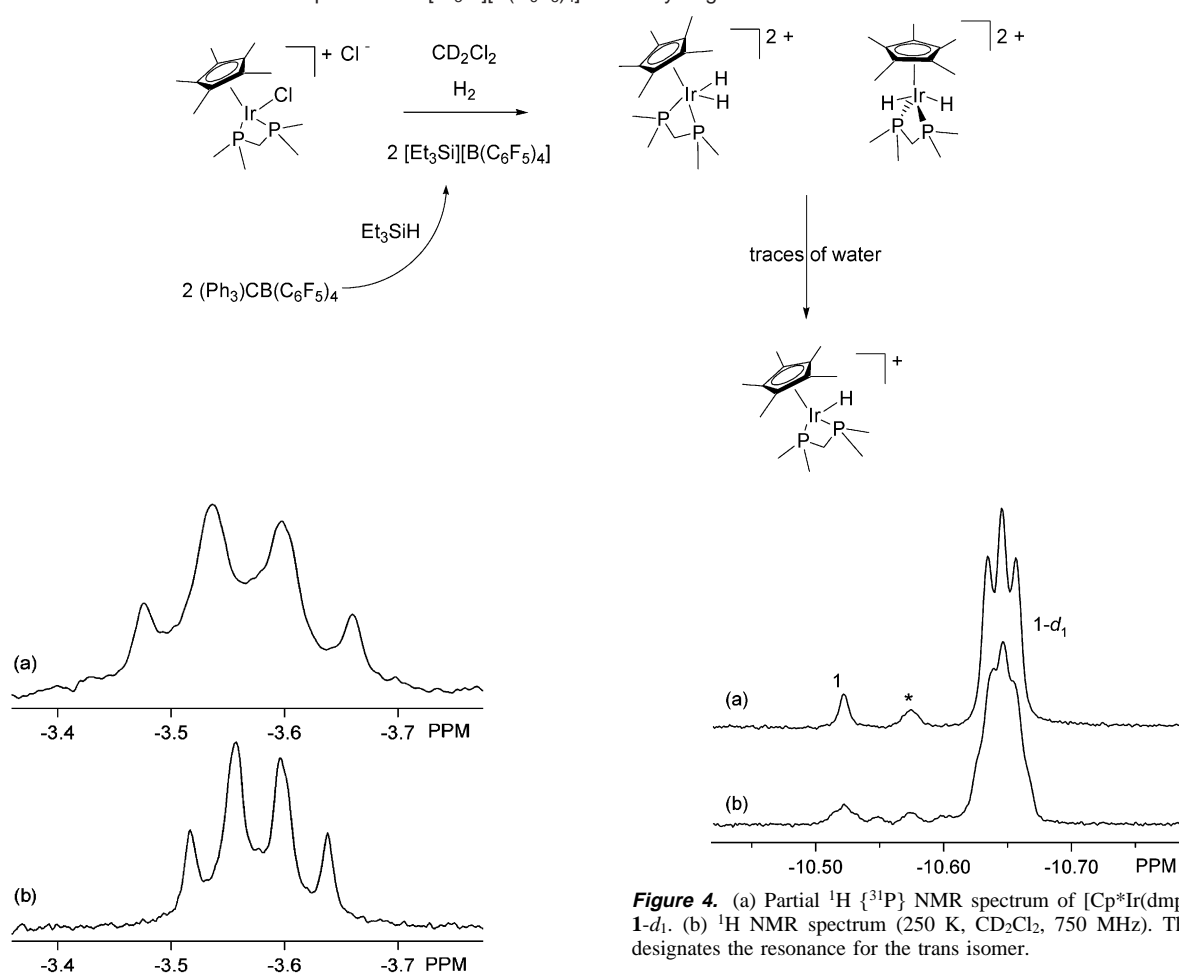 + Cl -
CD2Cl2
H2
2 [Et3Si][B(C6F5)4]
Cl
Ir
P P
Et3SiH
2 (Ph3)CB(C6F5)4
2 +
Ir H
H
P
P
2 +
H Ir H
P P
traces of water
+
H
Ir
P P
(a)
-3.4 -3.5 -3.6 -3.7 PPM
(b)
-3.4 -3.5 -3.6 -3.7 PPM
1-d1
1 *
(a)
(b)
-10.50 -10.60 -10.70 PPM
Figure 4. (a) Partial 1H {31P} NMR spectrum of [Cp*Ir(dmp
1-d1. (b) 1H NMR spectrum (250 K, CD2Cl2, 750 MHz). Th
designates the resonance for the trans isomer.